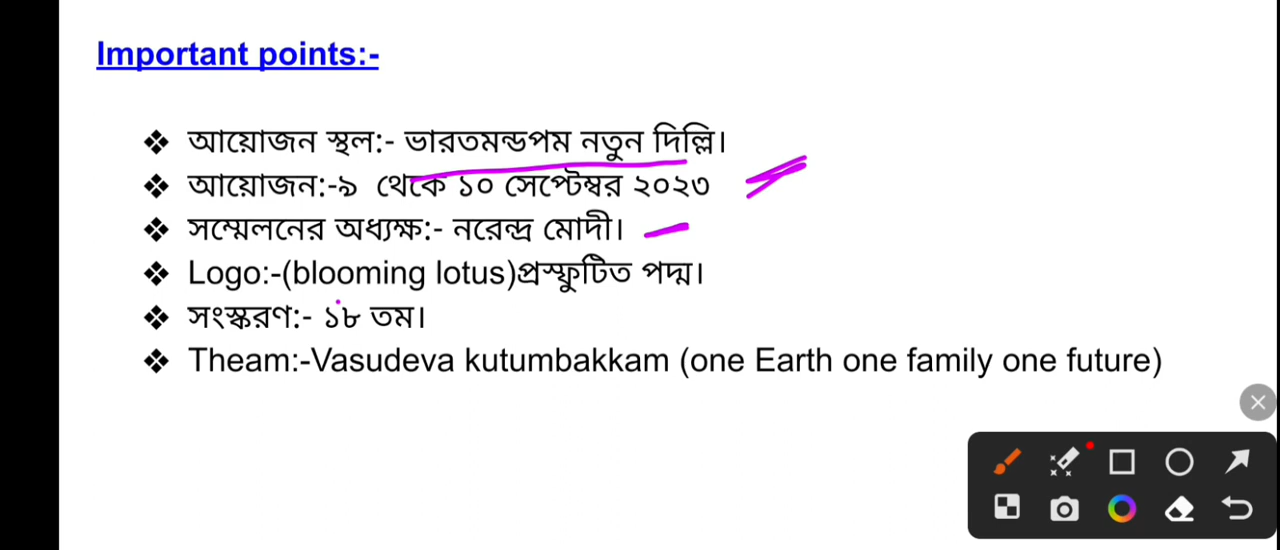 Important points:-
❖ আয়োজন স্থল:- ভারতমন্ডপম নতুন দিল্লি।
❖ আয়োজন:-৯ থেকে ১০ সেপ্টেম্বর ২০২৩
❖ সম্মেলনের অধ্যক্ষ:- নরেন্দ্র মোদী।
❖ Logo:-(blooming lotus)প্রস্ফুটিত পদ্ম।
❖ সংস্করণ:- ১৮ তম।
❖ Theam:-Vasudeva kutumbakkam (one Earth one family one future)